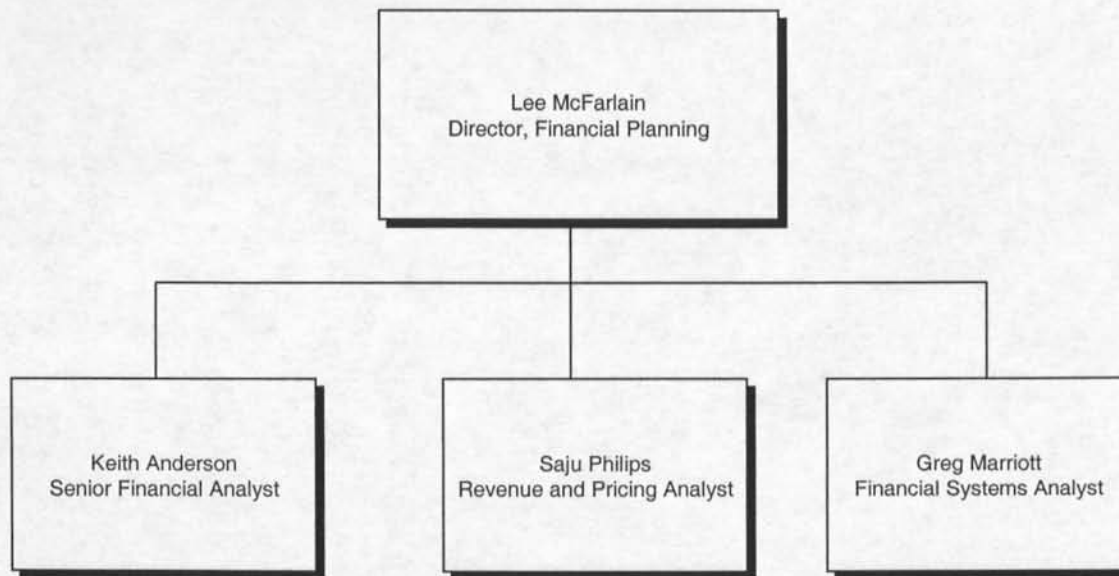 Lee McFarlain
Director, Financial Planning
Keith Anderson
Senior Financial Analyst
Saju Philips
Revenue and Pricing Analyst
Greg Marriott
Financial Systems Analyst